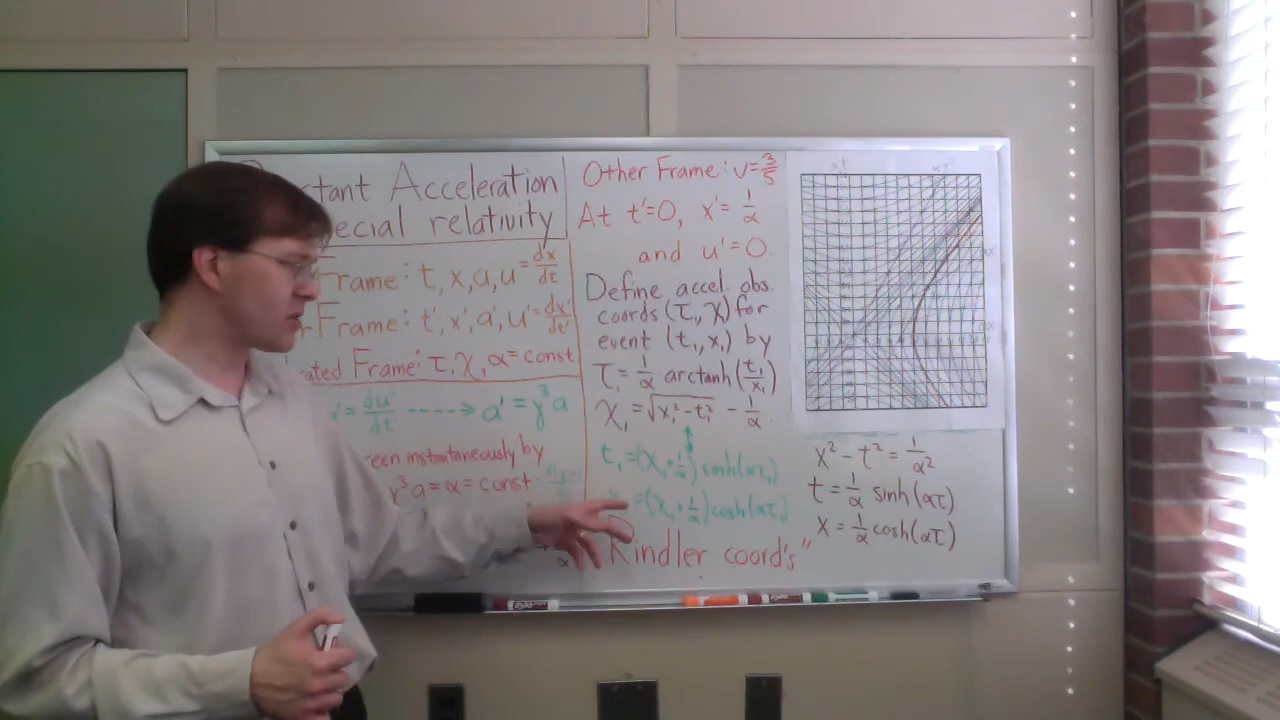 stant Acceleration
pecial relativity
Frame: t, x, a, u = dx/dt
r Frame: t', x', a', u' = dx'/dt'
ated Frame: τ, χ, α = const
' = du'/dt' ----> a' = γ³a
een instantaneously by
γ³a = α = const
x
Other Frame: v = 3/5
At t'=0, x' = 1/α
and u' = 0.
Define accel. obs.
coords (τ₁, χ₁) for
event (t₁, x₁) by
τ₁ = 1/α arctanh(t₁/x₁)
χ₁ = √(x₁² - t₁²) - 1/α
t₁ = (χ₁ + 1/α) sinh(ατ₁)
= (χ₁ + 1/α) cosh(ατ₁)
"Rindler coord's"
x² - t² = 1/α²
t = 1/α sinh(ατ)
x = 1/α cosh(ατ)